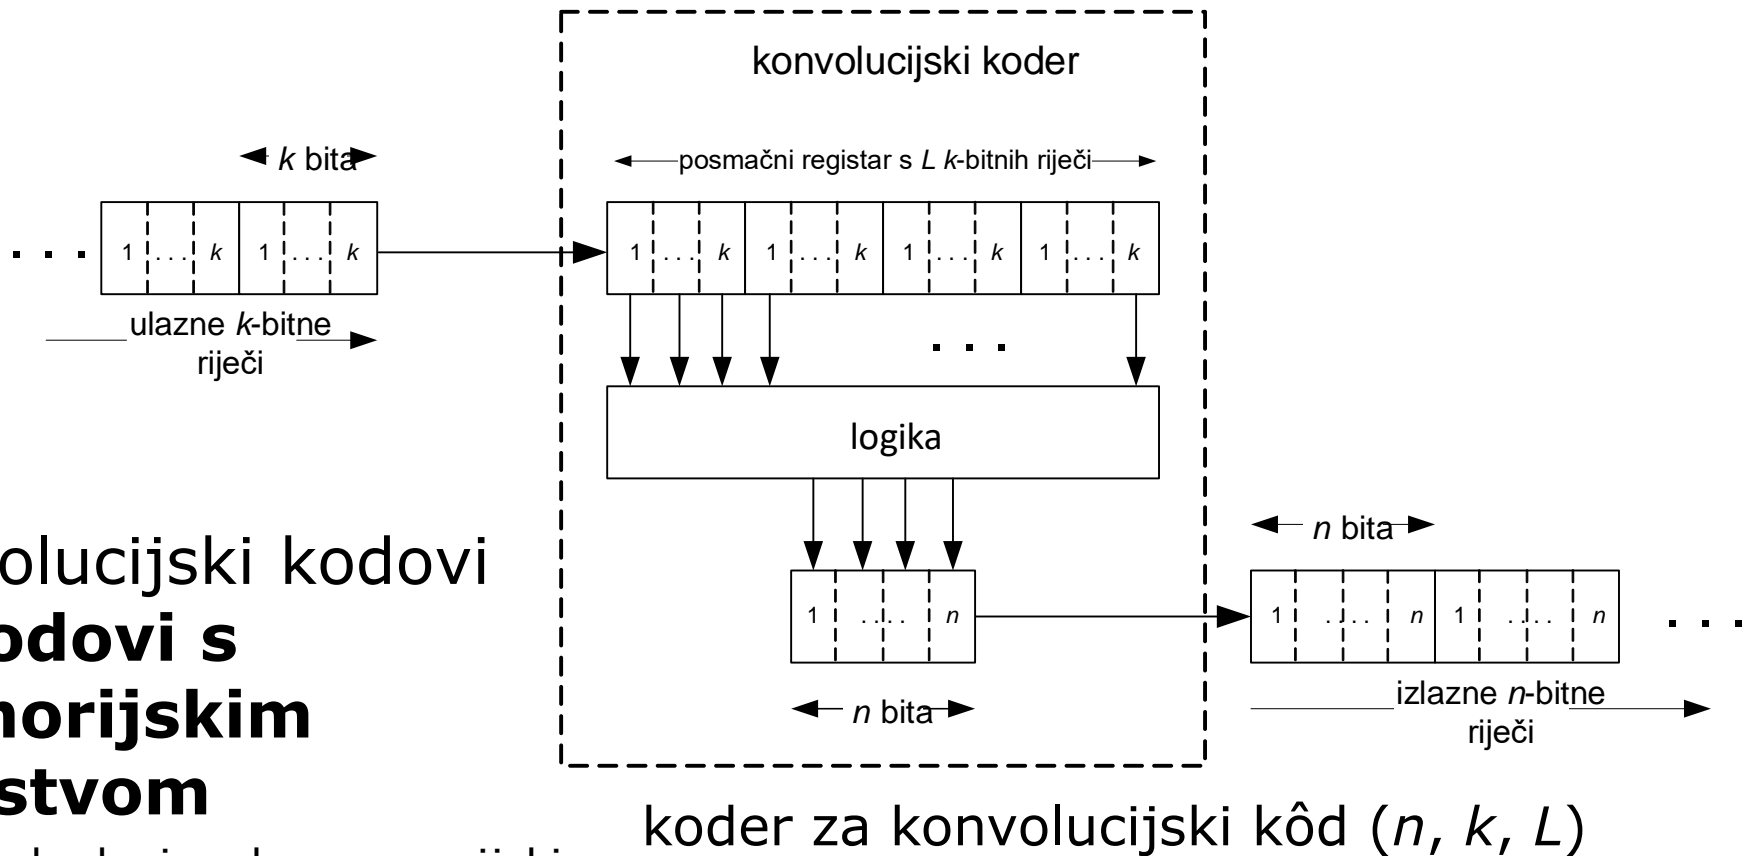 konvolucijski koder
k bita
posmačni registar s L k-bitnih riječi
. . . 1 ... k 1 ... k
1 ... k 1 ... k 1 ... k 1 ... k
ulazne k-bitne
riječi
. . .
logika
n bita
1 .... n
1 .... n 1 .... n . . .
n bita
izlazne n-bitne
riječi
olucijski kodovi
odovi s
norijskim
stvom
koder za konvolucijski kôd (n, k, L)